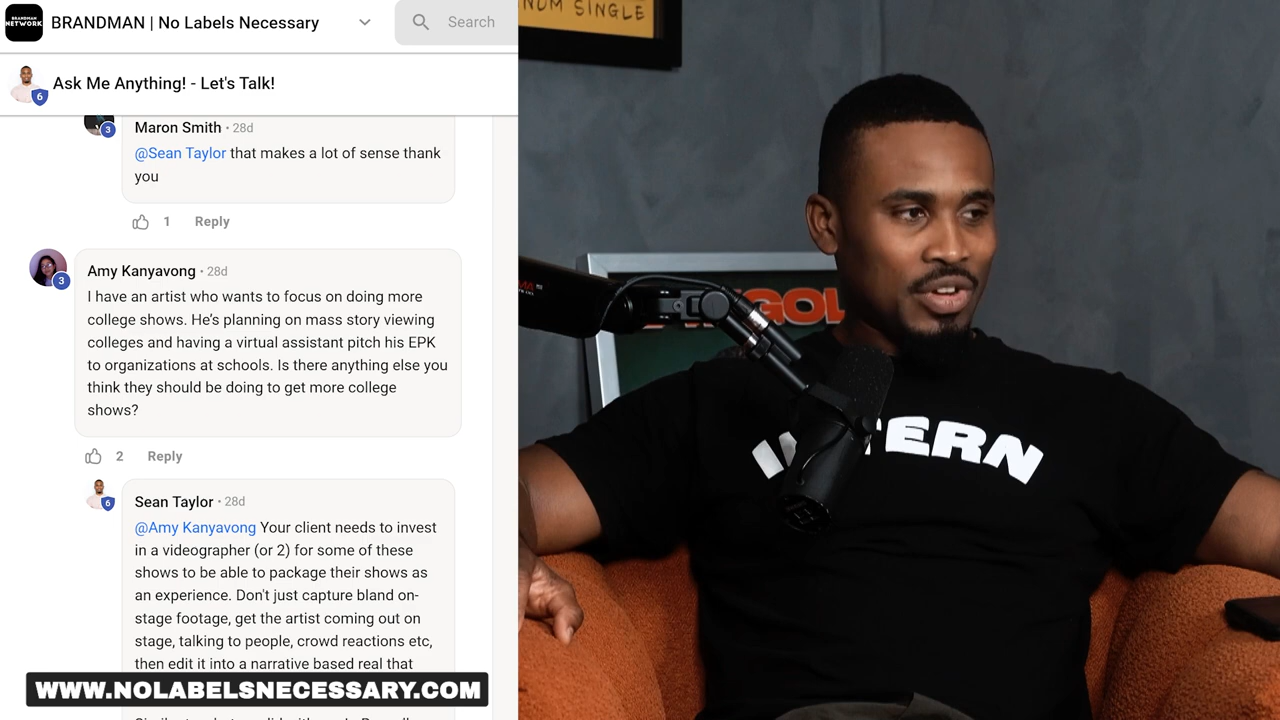 BRANDMAN
NETWORK
BRANDMAN | No Labels Necessary
Search
6
Ask Me Anything! - Let's Talk!
3
Maron Smith • 28d
@Sean Taylor that makes a lot of sense thank
you
1 Reply
3
Amy Kanyavong • 28d
I have an artist who wants to focus on doing more
college shows. He's planning on mass story viewing
colleges and having a virtual assistant pitch his EPK
to organizations at schools. Is there anything else you
think they should be doing to get more college
shows?
2 Reply
6
Sean Taylor • 28d
@Amy Kanyavong Your client needs to invest
in a videographer (or 2) for some of these
shows to be able to package their shows as
an experience. Don't just capture bland on-
stage footage, get the artist coming out on
stage, talking to people, crowd reactions etc,
then edit it into a narrative based real that
WWW.NOLABELSNECESSARY.COM
SINGLE